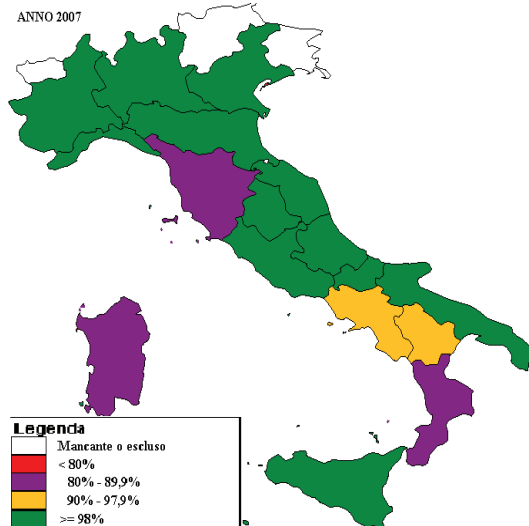 ANNO 2007
Legenda
Mancante o escluso
< 80%
80% - 89,9%
90% - 97,9%
>= 98%